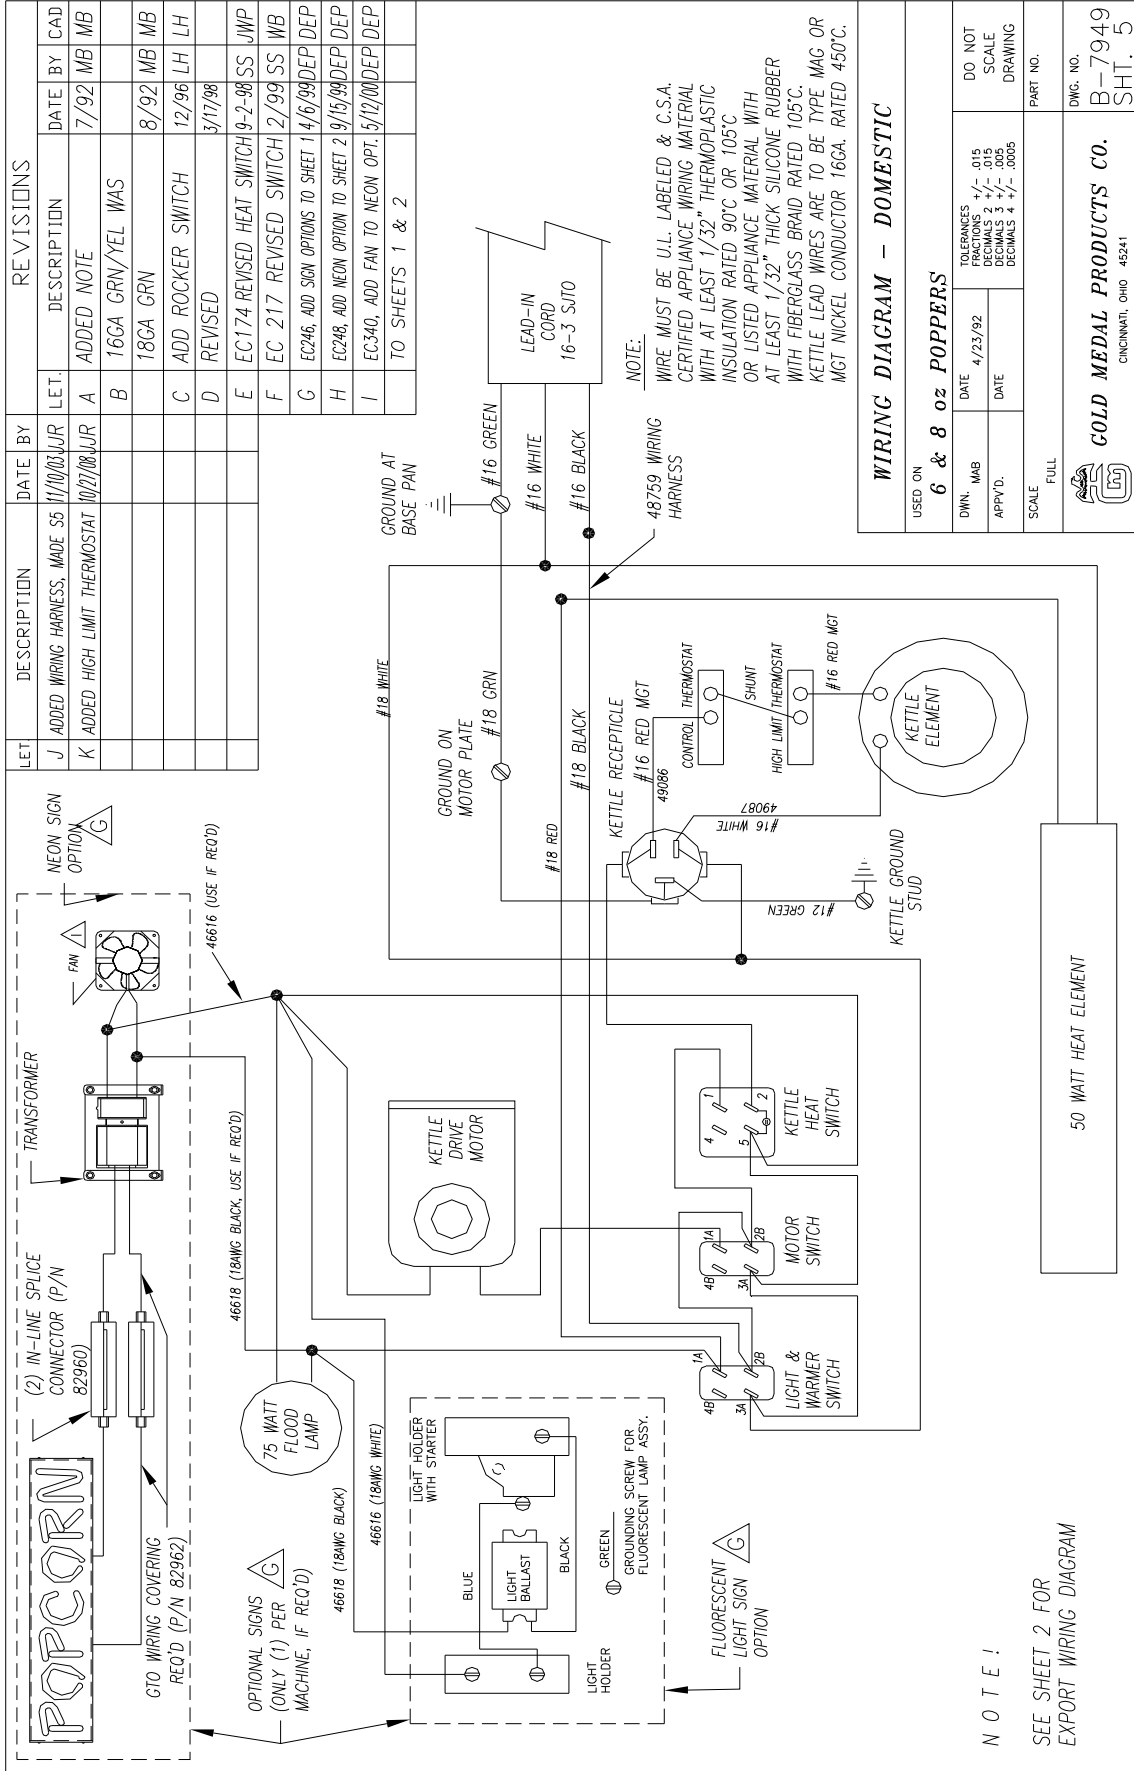 REVISIONS
LET. DESCRIPTION DATE BY LET. DESCRIPTION DATE BY CAD
J ADDED WIRING HARNESS, MADE S5 11/10/03 JJR A ADDED NOTE 7/92 MB MB
K ADDED HIGH LIMIT THERMOSTAT 10/27/08 JJR B 16GA GRN/YEL WAS
18GA GRN 8/92 MB MB
C ADD ROCKER SWITCH 12/96 LH LH
D REVISED 3/17/98
E EC174 REVISED HEAT SWITCH 9-2-98 SS JWP
F EC 217 REVISED SWITCH 2/99 SS WB
G EC246, ADD SIGN OPTIONS TO SHEET 1 4/6/99 DEP DEP
H EC248, ADD NEON OPTION TO SHEET 2 9/15/99 DEP DEP
I EC340, ADD FAN TO NEON OPT. 5/12/00 DEP DEP
TO SHEETS 1 & 2
POPCORN
(2) IN-LINE SPLICE
CONNECTOR (P/N
82960)
TRANSFORMER
FAN
I
NEON SIGN
OPTION
G
GTO WIRING COVERING
REQ'D (P/N 82962)
46616 (USE IF REQ'D)
46618 (18AWG BLACK, USE IF REQ'D)
OPTIONAL SIGNS
(ONLY (1) PER
MACHINE, IF REQ'D)
G
75 WATT
FLOOD
LAMP
46618 (18AWG BLACK)
46616 (18AWG WHITE)
KETTLE
DRIVE
MOTOR
LIGHT HOLDER
WITH STARTER
BLUE
LIGHT
BALLAST
BLACK
GREEN
GROUNDING SCREW FOR
FLUORESCENT LAMP ASSY.
LIGHT
HOLDER
FLUORESCENT
LIGHT SIGN
OPTION
G
GROUND AT
BASE PAN
#16 GREEN
#16 WHITE
#16 BLACK
LEAD-IN
CORD
16-3 SJTO
48759 WIRING
HARNESS
#18 WHITE
GROUND ON
MOTOR PLATE
#18 GRN
#18 BLACK
#18 RED
KETTLE RECEPTICLE
#16 RED MGT
49086
CONTROL THERMOSTAT
SHUNT
HIGH LIMIT THERMOSTAT
#16 RED MGT
#16 WHITE
49087
KETTLE
ELEMENT
#12 GREEN
KETTLE GROUND
STUD
1A
4B
2B
3A
LIGHT &
WARMER
SWITCH
1A
4B
2B
3A
MOTOR
SWITCH
1
4
2
5
KETTLE
HEAT
SWITCH
50 WATT HEAT ELEMENT
NOTE:
WIRE MUST BE U.L. LABELED & C.S.A.
CERTIFIED APPLIANCE WIRING MATERIAL
WITH AT LEAST 1/32" THERMOPLASTIC
INSULATION RATED 90°C OR 105°C
OR LISTED APPLIANCE MATERIAL WITH
AT LEAST 1/32" THICK SILICONE RUBBER
WITH FIBERGLASS BRAID RATED 105°C.
KETTLE LEAD WIRES ARE TO BE TYPE MAG OR
MGT NICKEL CONDUCTOR 16GA. RATED 450°C.
NOTE!
SEE SHEET 2 FOR
EXPORT WIRING DIAGRAM
WIRING DIAGRAM - DOMESTIC
USED ON
6 & 8 oz POPPERS
DWN. MAB
DATE 4/23/92
APPV'D.
DATE
TOLERANCES
FRACTIONS +/- .015
DECIMALS 2 +/- .015
DECIMALS 3 +/- .005
DECIMALS 4 +/- .0005
DO NOT
SCALE
DRAWING
SCALE
FULL
PART NO.
GOLD MEDAL PRODUCTS CO.
CINCINNATI, OHIO 45241
DWG. NO.
B-7949
SHT. 5